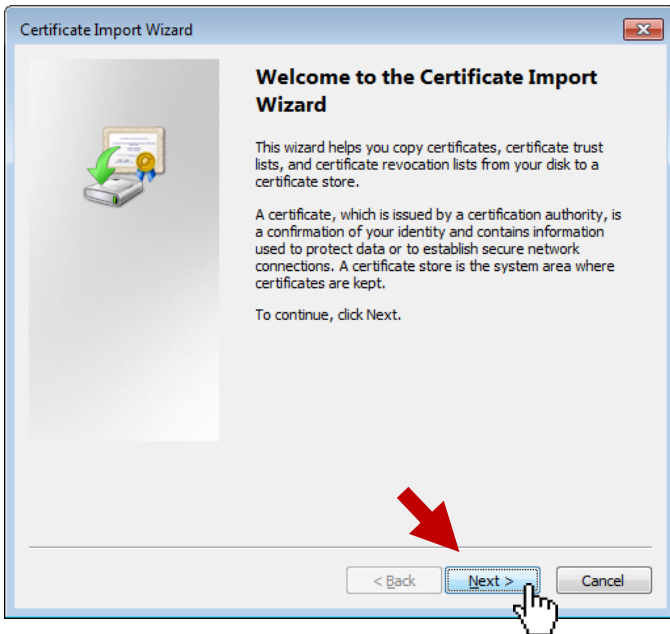 Certificate Import Wizard
Welcome to the Certificate Import
Wizard
This wizard helps you copy certificates, certificate trust
lists, and certificate revocation lists from your disk to a
certificate store.
A certificate, which is issued by a certification authority, is
a confirmation of your identity and contains information
used to protect data or to establish secure network
connections. A certificate store is the system area where
certificates are kept.
To continue, click Next.
< Back Next > Cancel